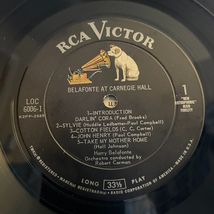 RCA VICTOR
BELAFONTE AT CARNEGIE HALL
LOC
6006-1
1
1-INTRODUCTION
DARLIN' CORA (Fred Brooks)
2-SYLVIE (Huddie Ledbetter-Paul Campbell)
3-COTTON FIELDS (C. C. Carter)
4-JOHN HENRY (Paul Campbell)
5-TAKE MY MOTHER HOME
(Hall Johnson)
Harry Belafonte
Orchestra conducted by
Robert Corman
LONG 33⅓ PLAY